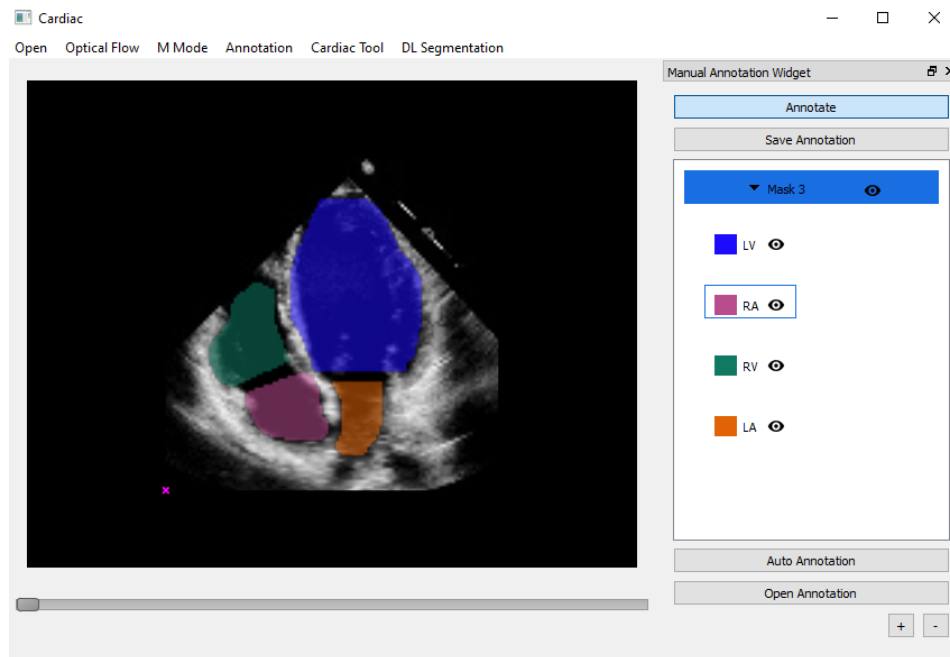 Cardiac
Open Optical Flow M Mode Annotation Cardiac Tool DL Segmentation
Manual Annotation Widget
Annotate
Save Annotation
Mask 3
LV
RA
RV
LA
Auto Annotation
Open Annotation
+ -